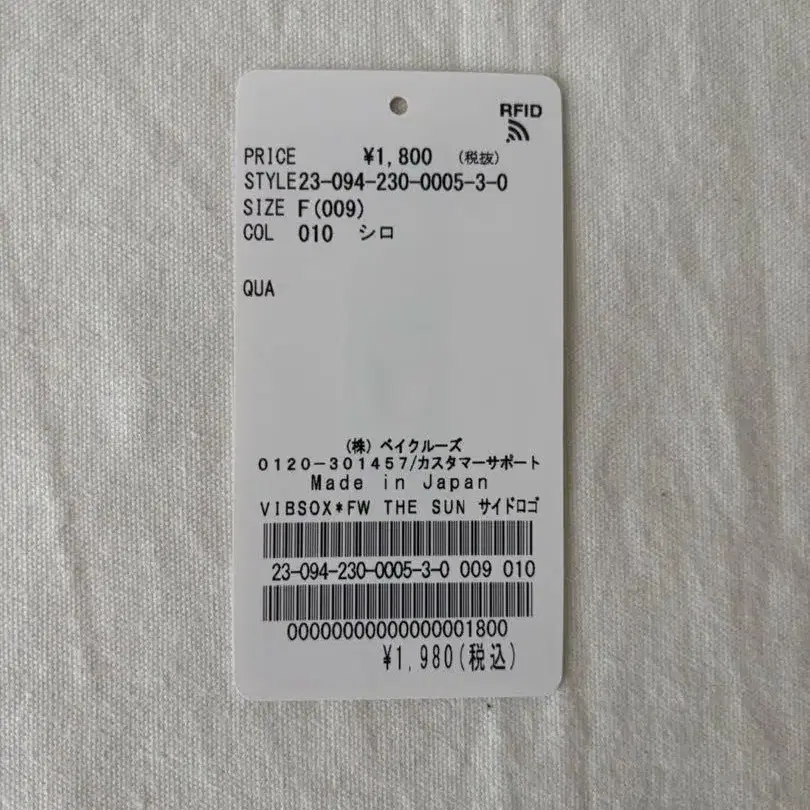 RFID
PRICE ¥1,800 (税抜)
STYLE23-094-230-0005-3-0
SIZE F(009)
COL 010 シロ
QUA
(株) ベイクルーズ
0120-301457/カスタマーサポート
Made in Japan
VIBSOX*FW THE SUN サイドロゴ
23-094-230-0005-3-0 009 010
00000000000000001800
¥1,980(税込)